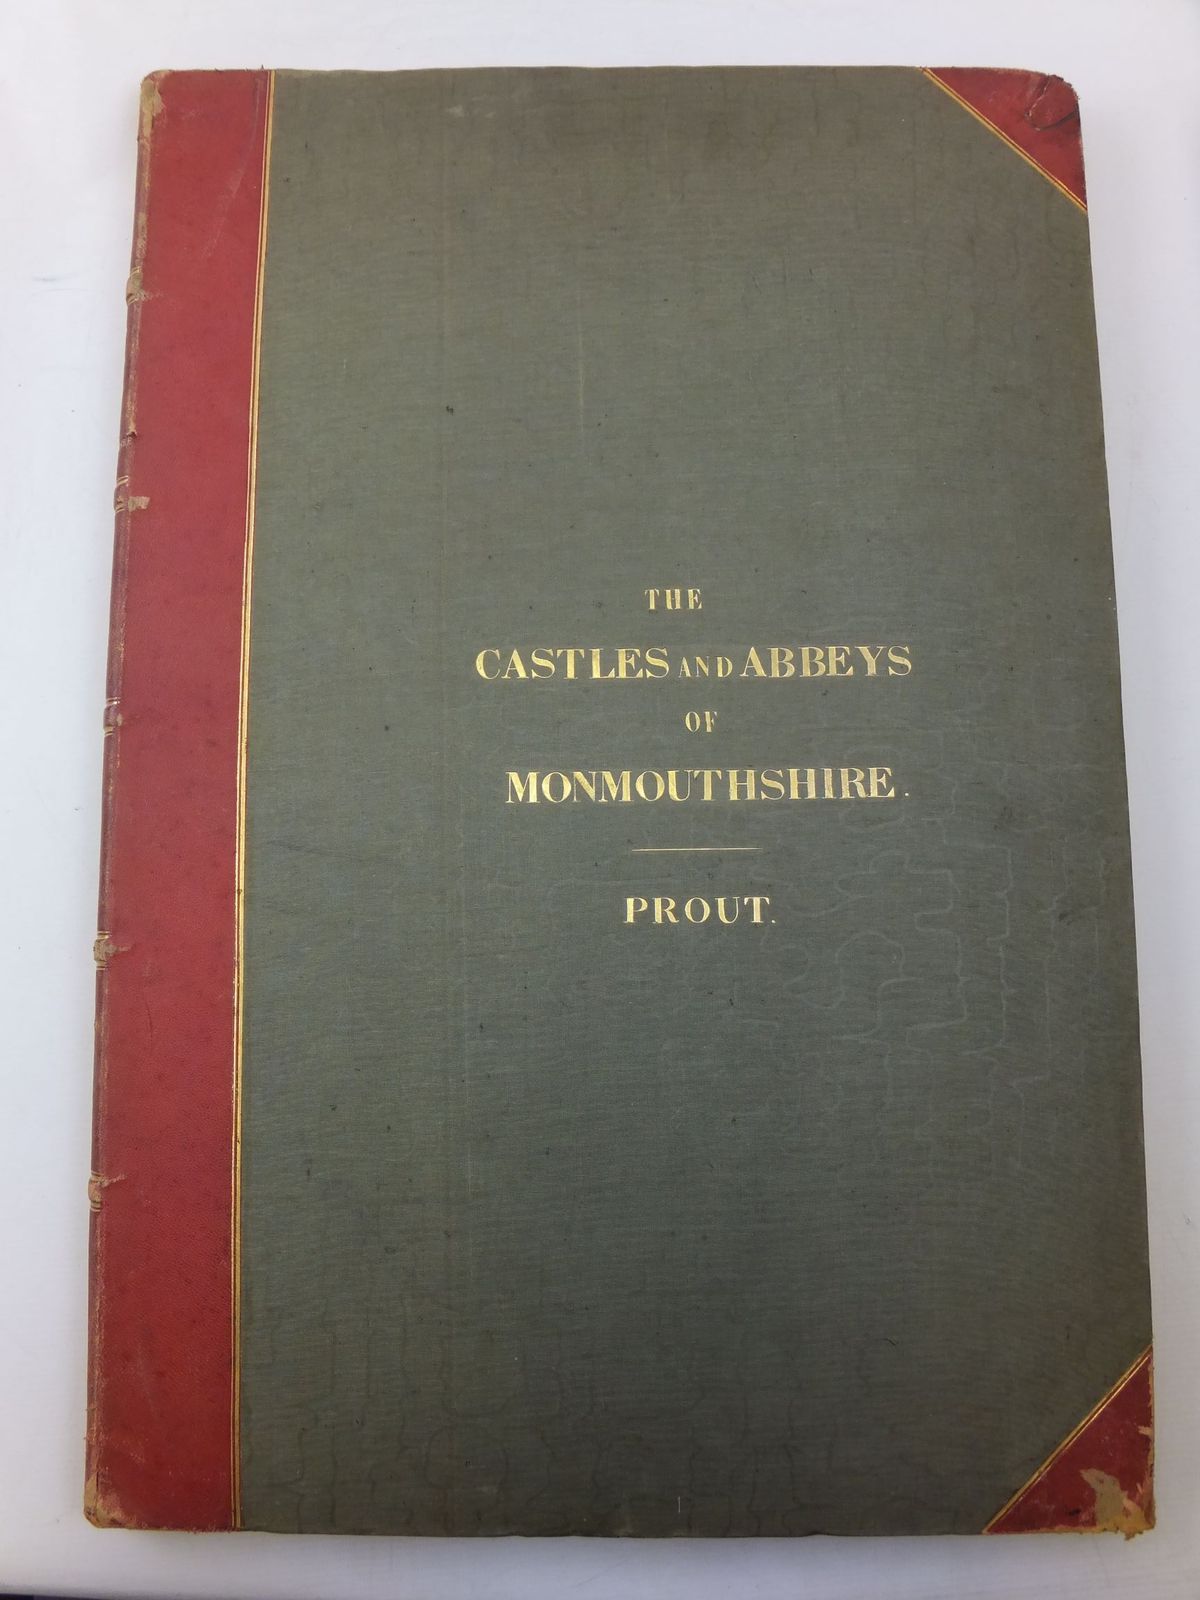 THE
CASTLES AND ABBEYS
OF
MONMOUTHSHIRE.
PROUT.